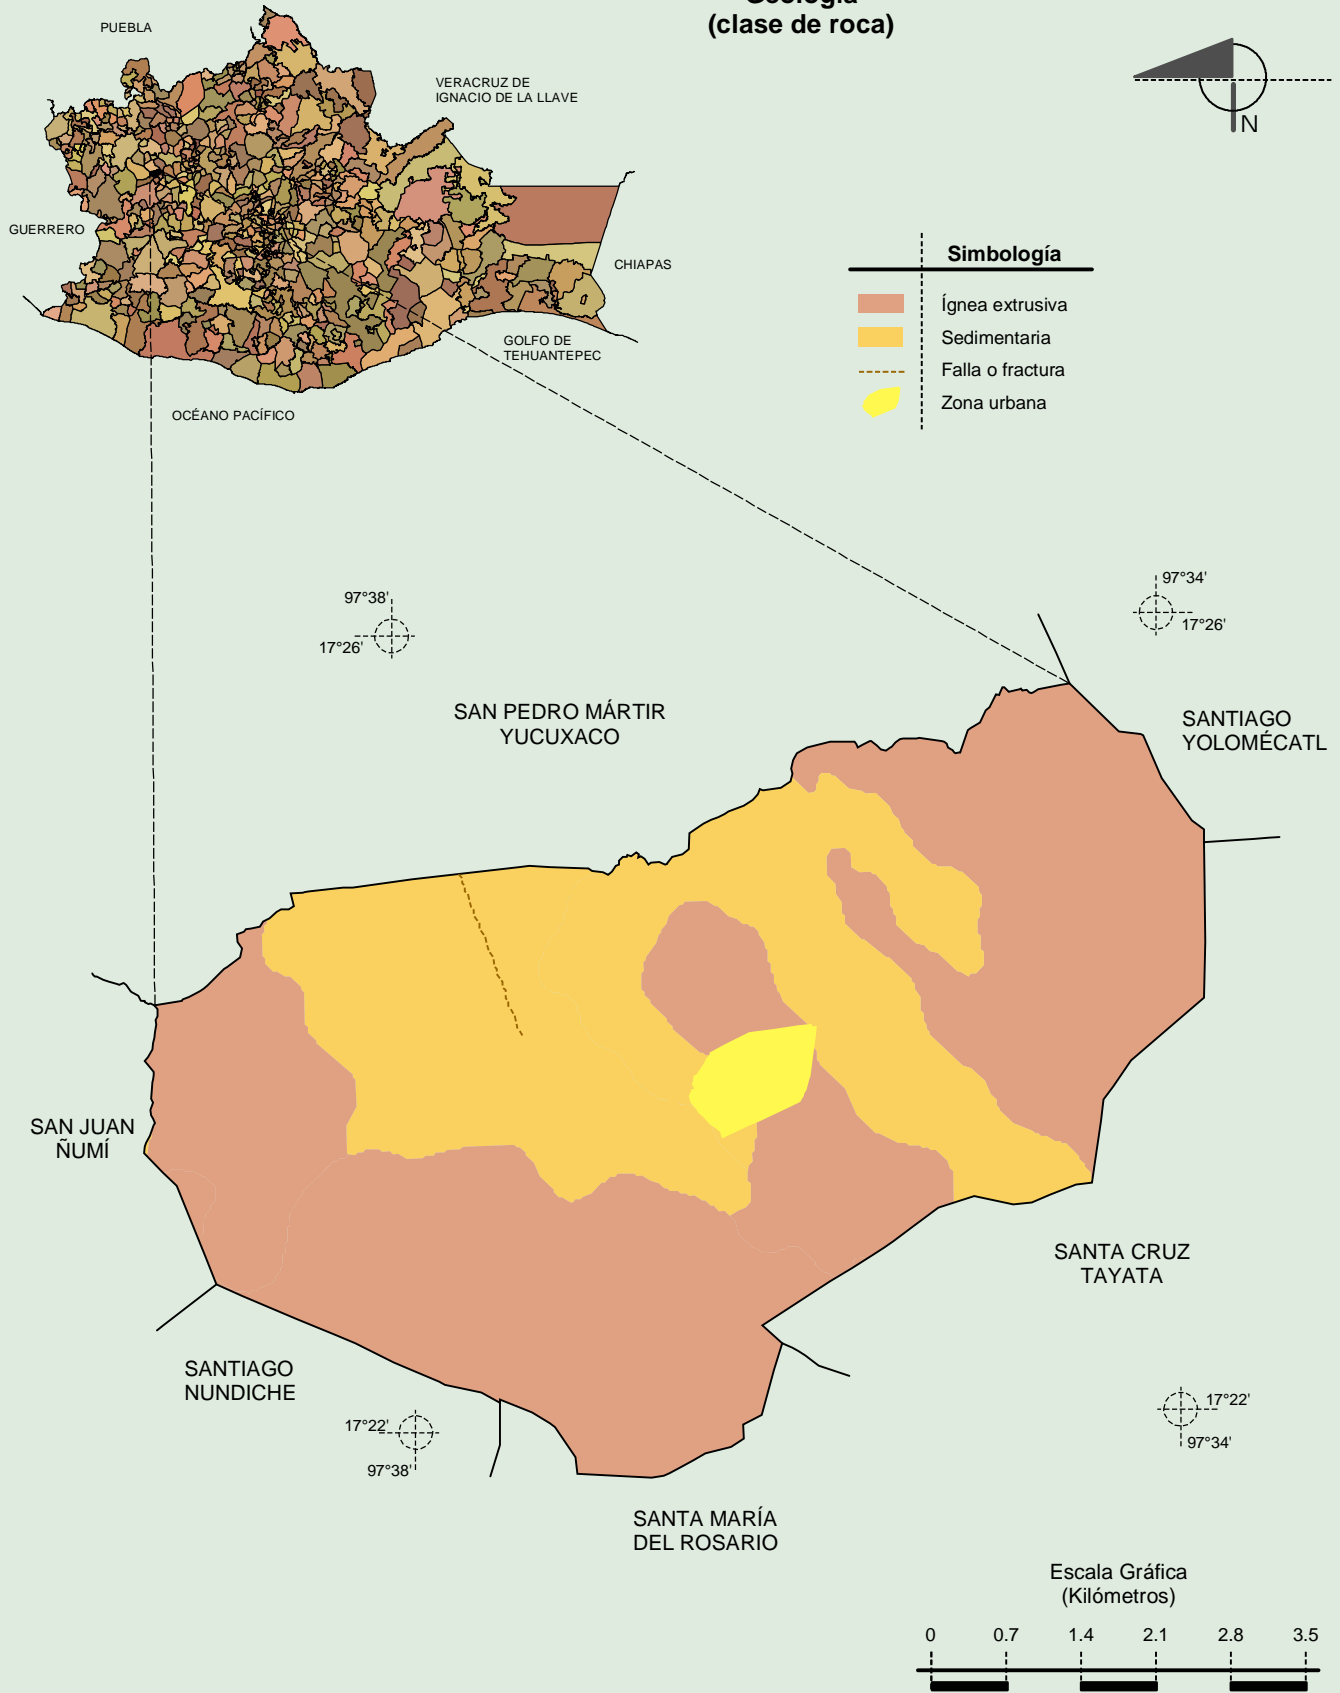 (clase de roca)
PUEBLA
VERACRUZ DE
IGNACIO DE LA LLAVE
N
GUERRERO
CHIAPAS
GOLFO DE
TEHUANTEPEC
OCÉANO PACÍFICO
Simbología
Ígnea extrusiva
Sedimentaria
Falla o fractura
Zona urbana
97°38'
17°26'
97°34'
17°26'
SAN PEDRO MÁRTIR
YUCUXACO
SANTIAGO
YOLOMÉCATL
SAN JUAN
ÑUMÍ
SANTA CRUZ
TAYATA
SANTIAGO
NUNDICHE
17°22'
97°38'
17°22'
97°34'
SANTA MARÍA
DEL ROSARIO
Escala Gráfica
(Kilómetros)
0 0.7 1.4 2.1 2.8 3.5